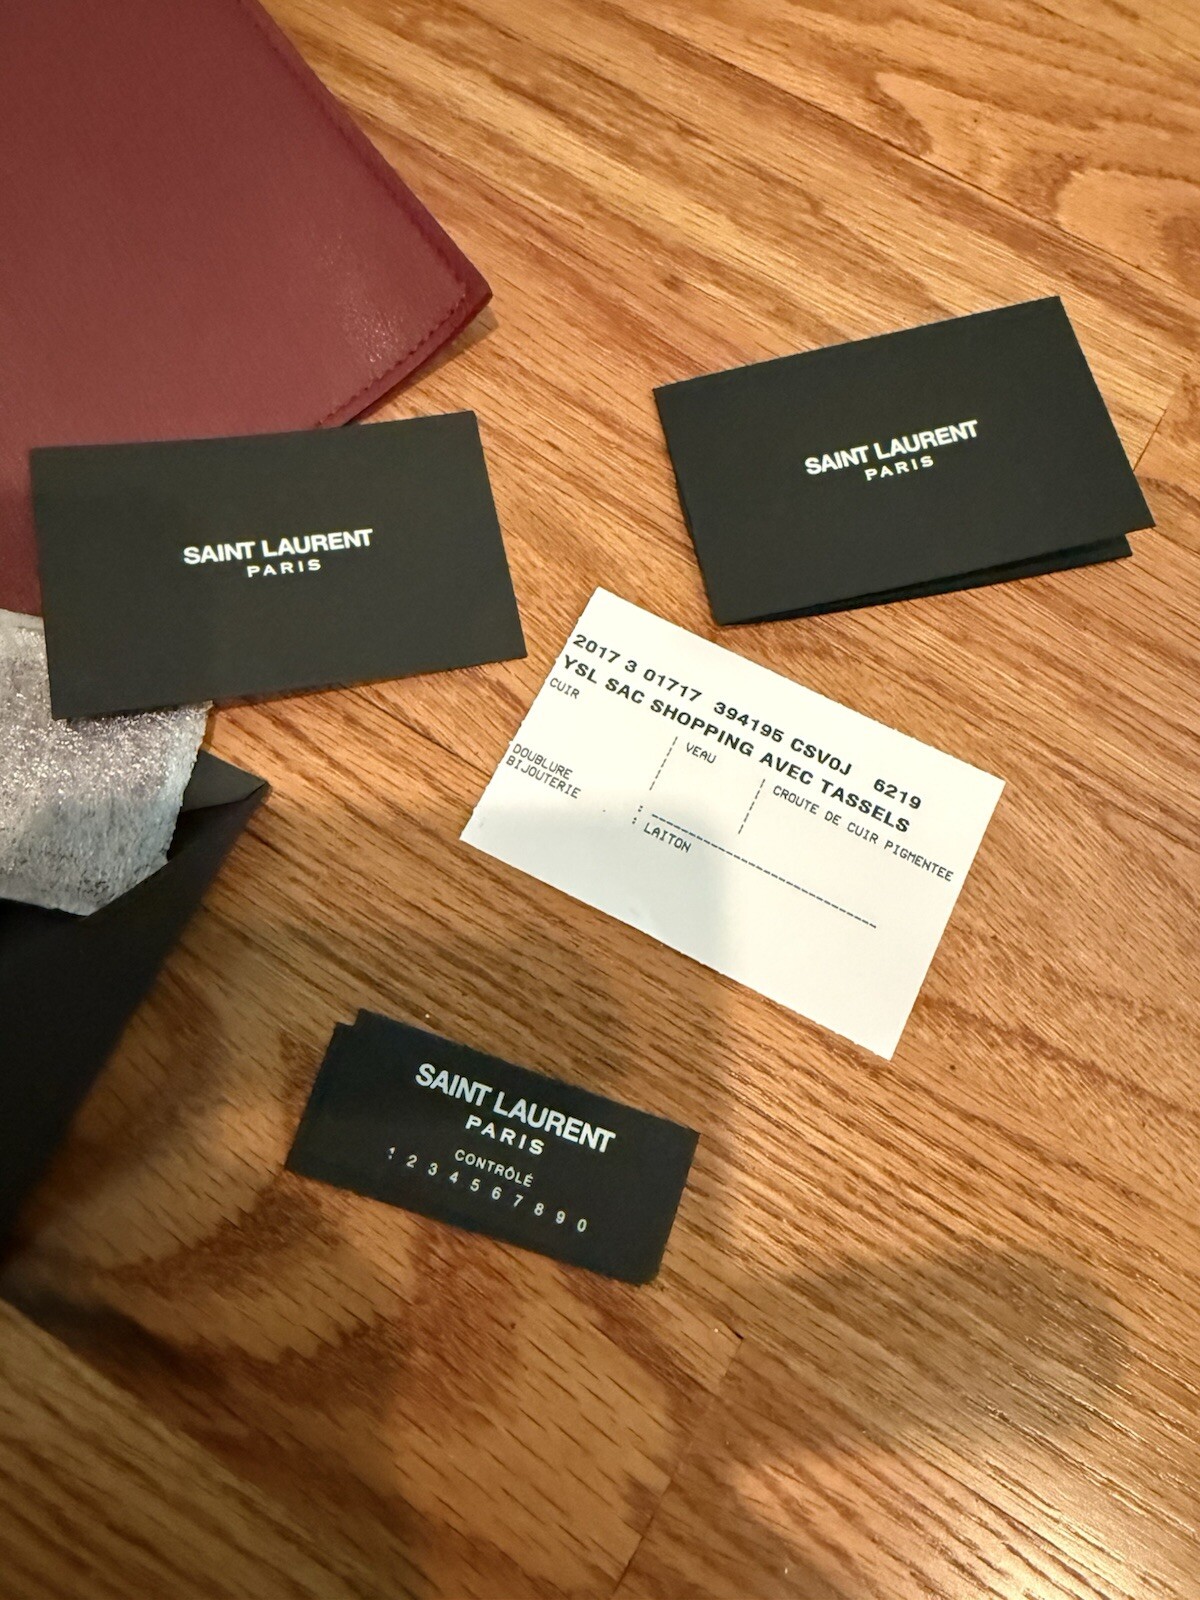 SAINT LAURENT
PARIS
SAINT LAURENT
PARIS
2017 3 01717 394195 CSV0J 6219
YSL SAC SHOPPING AVEC TASSELS
CUIR VEAU CROUTE DE CUIR PIGMENTEE
DOUBLURE :
BIJOUTERIE : LAITON
SAINT LAURENT
PARIS
CONTRÔLÉ
1 2 3 4 5 6 7 8 9 0